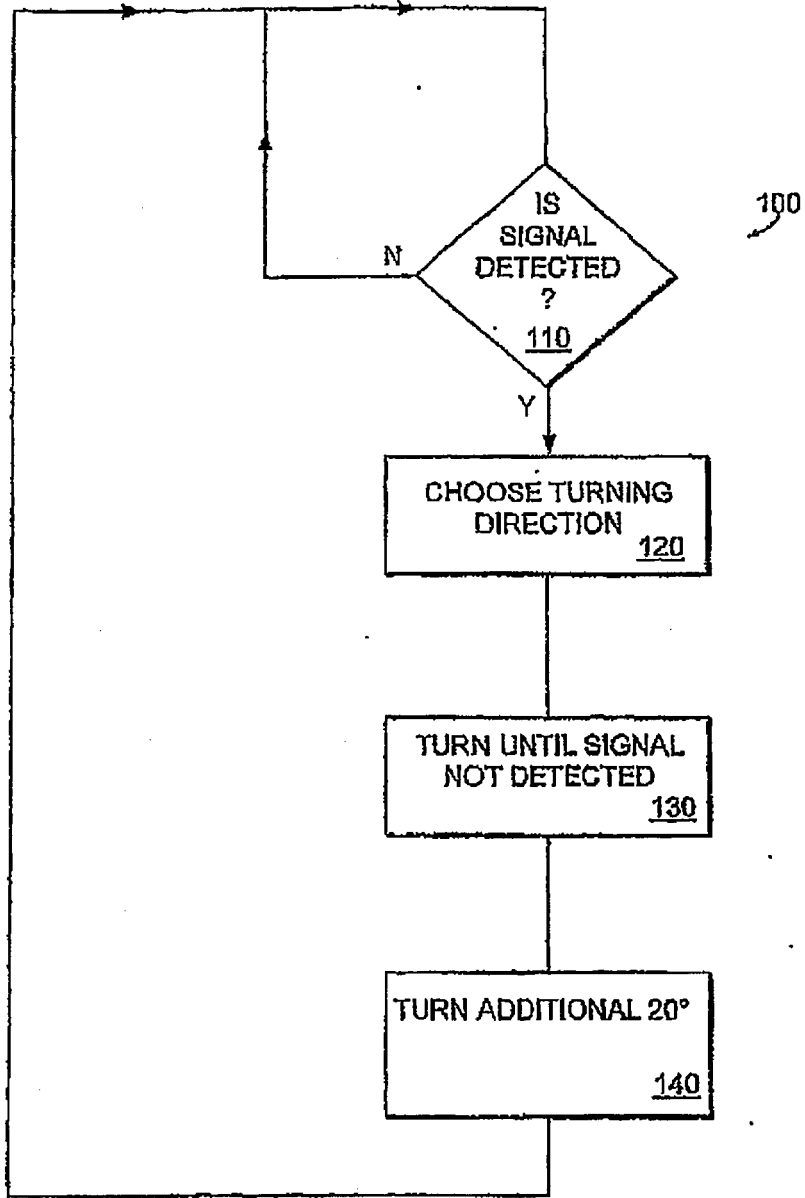 100
IS
SIGNAL
DETECTED
?
110
N
Y
CHOOSE TURNING
DIRECTION
120
TURN UNTIL SIGNAL
NOT DETECTED
130
TURN ADDITIONAL 20°
140